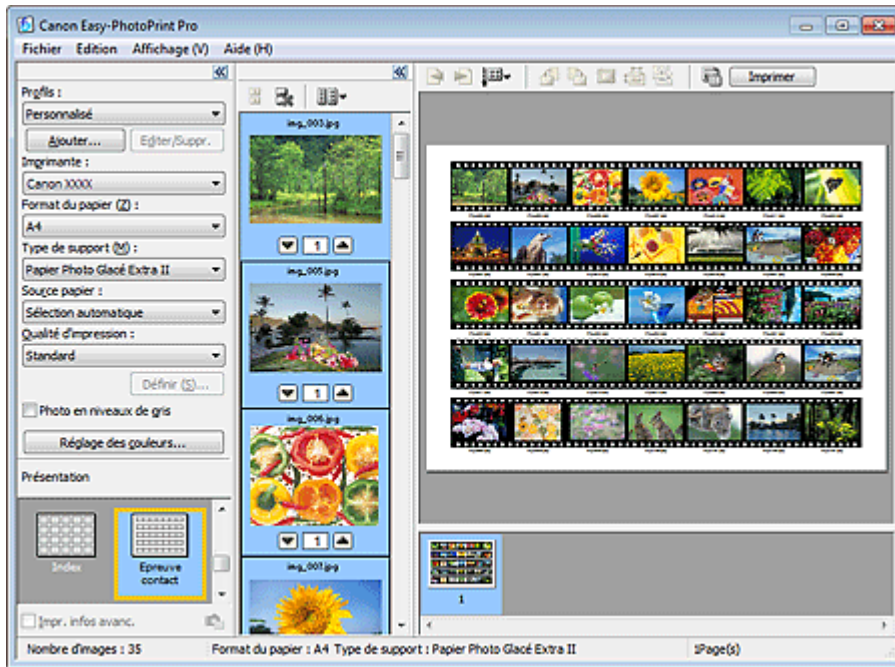 Canon Easy-PhotoPrint Pro
Fichier Edition Affichage (V) Aide (H)
Profils :
Personnalisé
Ajouter... Editer/Suppr.
Imprimante :
Canon XXXX
Format du papier (Z) :
A4
Type de support (M) :
Papier Photo Glacé Extra II
Source papier :
Sélection automatique
Qualité d'impression :
Standard
Définir (S)...
Photo en niveaux de gris
Réglage des couleurs...
Présentation
Index
Epreuve
contact
Impr. infos avanc.
img_003.jpg
1
img_005.jpg
1
img_006.jpg
1
img_007.jpg
Imprimer
1
Nombre d'images : 35 Format du papier : A4 Type de support : Papier Photo Glacé Extra II 1Page(s)